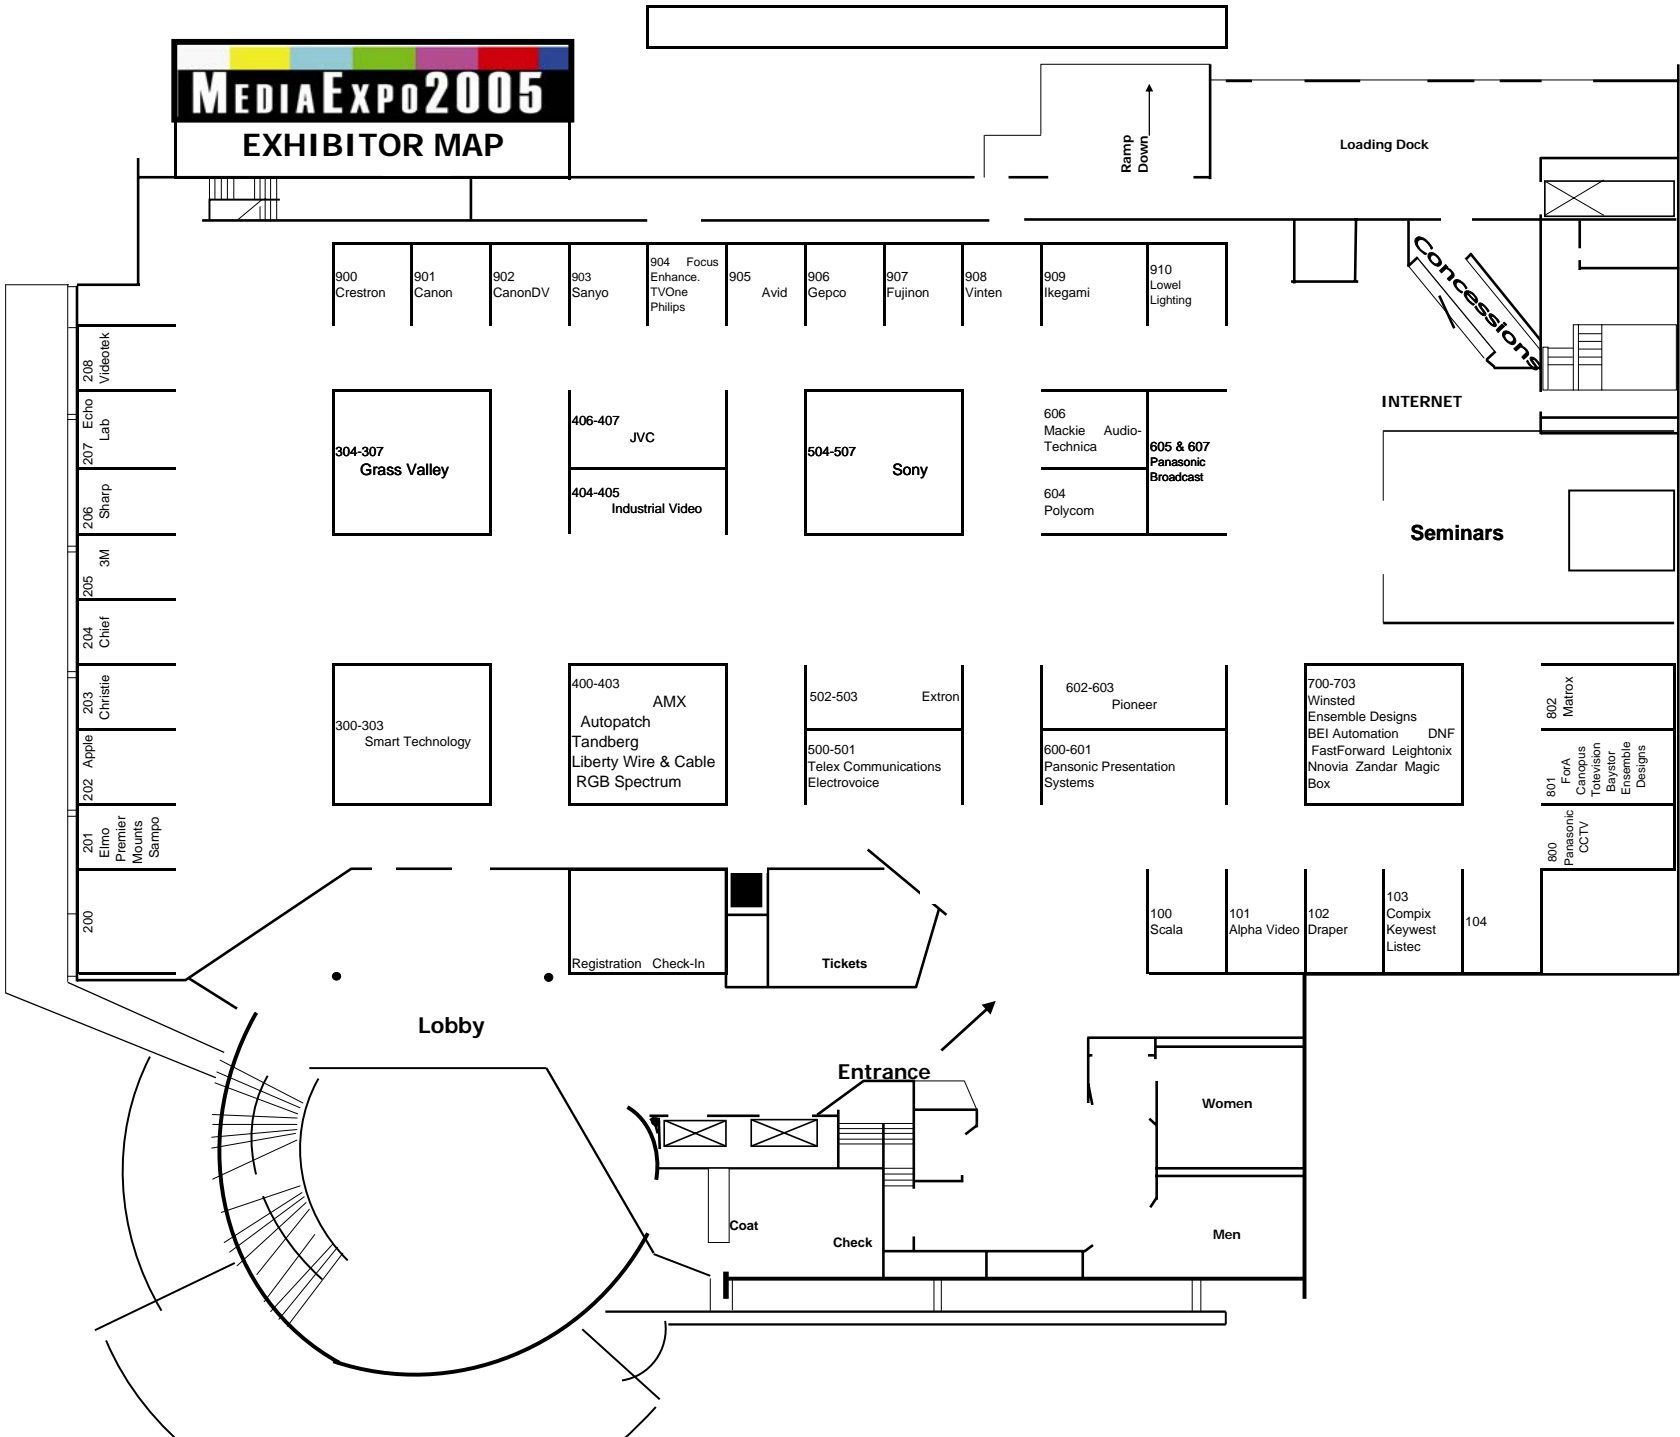 MEDIAEXPO2005
EXHIBITOR MAP
Ramp
Down
Loading Dock
Concessions
900
Crestron
901
Canon
902
CanonDV
903
Sanyo
904 Focus
Enhance.
TVOne
Philips
905
Avid
906
Gepco
907
Fujinon
908
Vinten
909
Ikegami
910
Lowel
Lighting
208
Videotek
207 Echo
Lab
206
Sharp
205
3M
204
Chief
203
Christie
202 Apple
201
Elmo
Premier
Mounts
Sampo
200
304-307
Grass Valley
406-407
JVC
404-405
Industrial Video
504-507
Sony
606
Mackie Audio-
Technica
604
Polycom
605 & 607
Panasonic
Broadcast
INTERNET
Seminars
300-303
Smart Technology
400-403
AMX
Autopatch
Tandberg
Liberty Wire & Cable
RGB Spectrum
502-503 Extron
500-501
Telex Communications
Electrovoice
602-603
Pioneer
600-601
Pansonic Presentation
Systems
700-703
Winsted
Ensemble Designs
BEI Automation DNF
FastForward Leightonix
Nnovia Zandar Magic
Box
802
Matrox
801
ForA
Canopus
Totevision
Baystor
Ensemble
Designs
800
Panasonic
CCTV
100
Scala
101
Alpha Video
102
Draper
103
Compix
Keywest
Listec
104
Registration Check-In
Tickets
Lobby
Entrance
Women
Men
Coat
Check